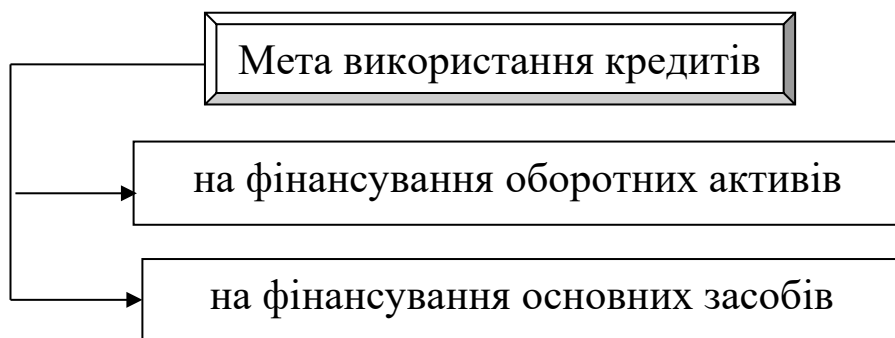 Мета використання кредитів
на фінансування оборотних активів
на фінансування основних засобів